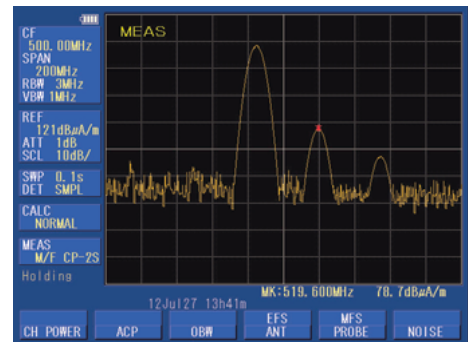 MEAS
CF
500.00MHz
SPAN
200MHz
RBW 3MHz
VBW 1MHz
REF
121dBμA/m
ATT 1dB
SCL 10dB/
SWP 0.1s
DET SMPL
CALC
NORMAL
MEAS
M/F CP-2S
Holding
MK:519.600MHz 78.7dBμA/m
12Jul27 13h41m
CH POWER
ACP
OBW
EFS
ANT
MFS
PROBE
NOISE